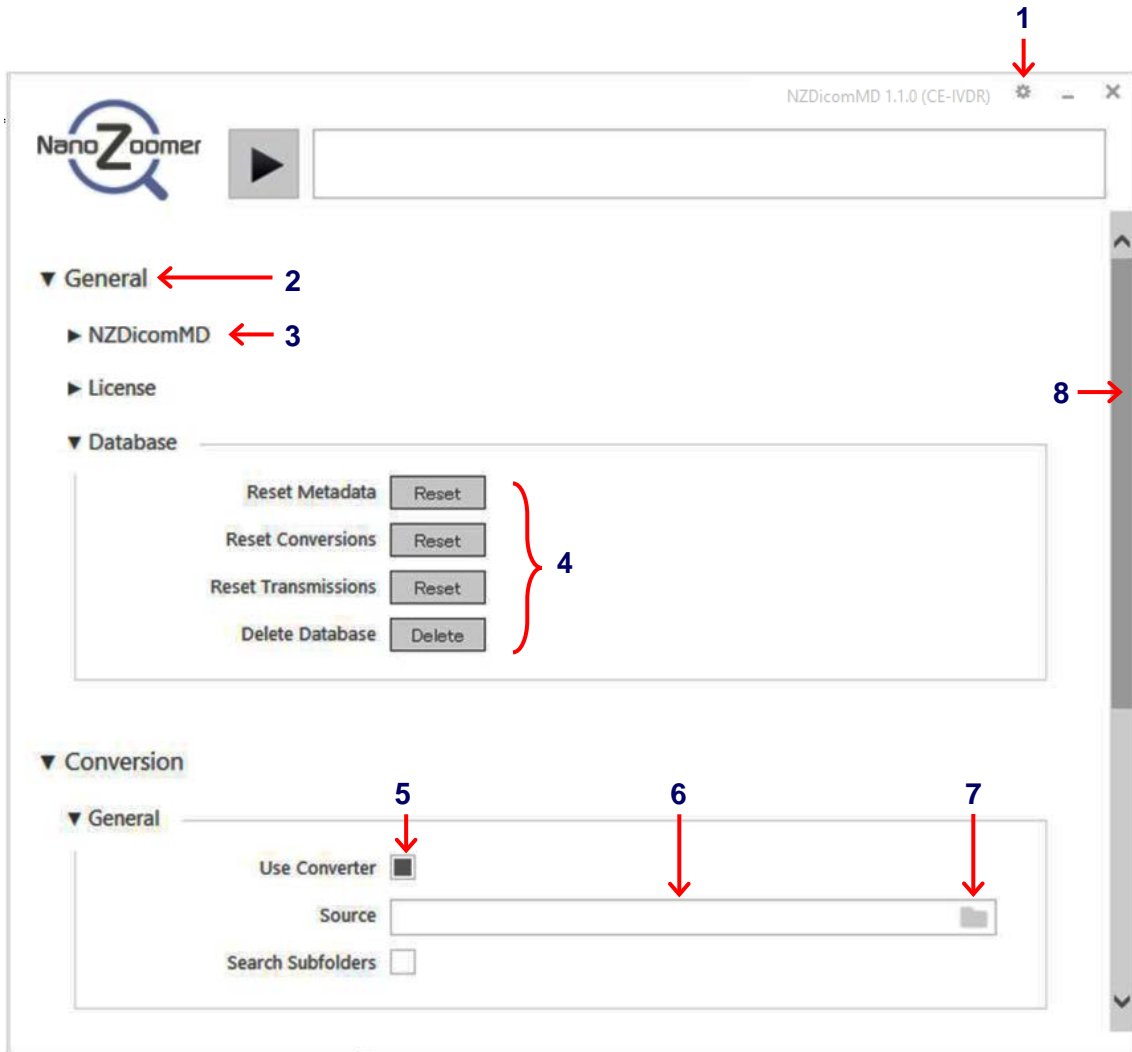 1
NZDicomMD 1.1.0 (CE-IVDR)
NanoZoomer
General 2
NZDicomMD 3
License
8
Database
Reset Metadata Reset
Reset Conversions Reset
4
Reset Transmissions Reset
Delete Database Delete
Conversion
5 6 7
General
Use Converter
Source
Search Subfolders